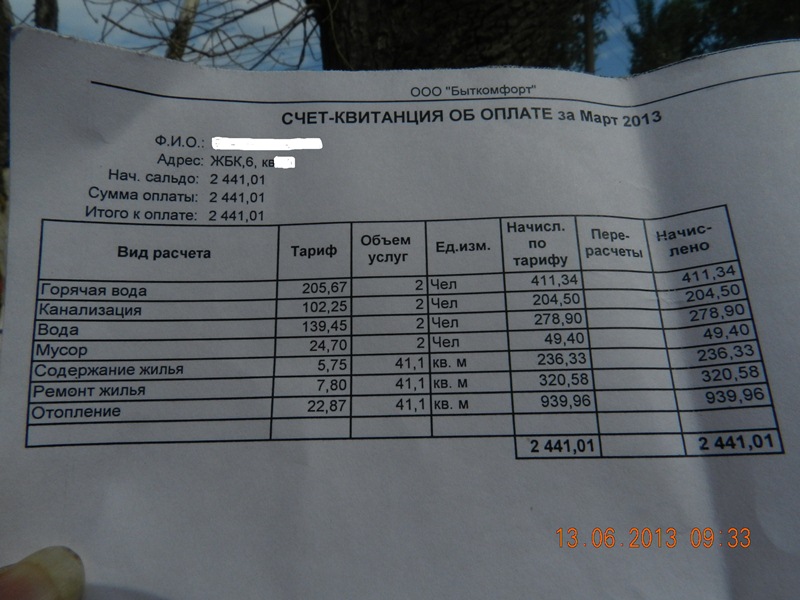 ООО "Быткомфорт"
СЧЕТ-КВИТАНЦИЯ ОБ ОПЛАТЕ за Март 2013
Ф.И.О.:
Адрес: ЖБК,6, кв
Нач. сальдо: 2 441,01
Сумма оплаты: 2 441,01
Итого к оплате: 2 441,01
Вид расчета Тариф Объем услуг Ед.изм. Начисл. по тарифу Пере-расчеты Начис-лено
Горячая вода 205,67 2 Чел 411,34 411,34
Канализация 102,25 2 Чел 204,50 204,50
Вода 139,45 2 Чел 278,90 278,90
Мусор 24,70 2 Чел 49,40 49,40
Содержание жилья 5,75 41,1 кв. м 236,33 236,33
Ремонт жилья 7,80 41,1 кв. м 320,58 320,58
Отопление 22,87 41,1 кв. м 939,96 939,96
2 441,01 2 441,01
13.06.2013 09:33